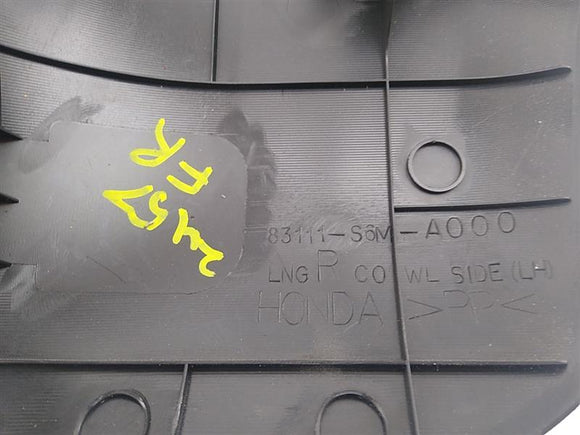 83111-S6M-A000
LNG R COWL SIDE (LH)
HONDA >PP<